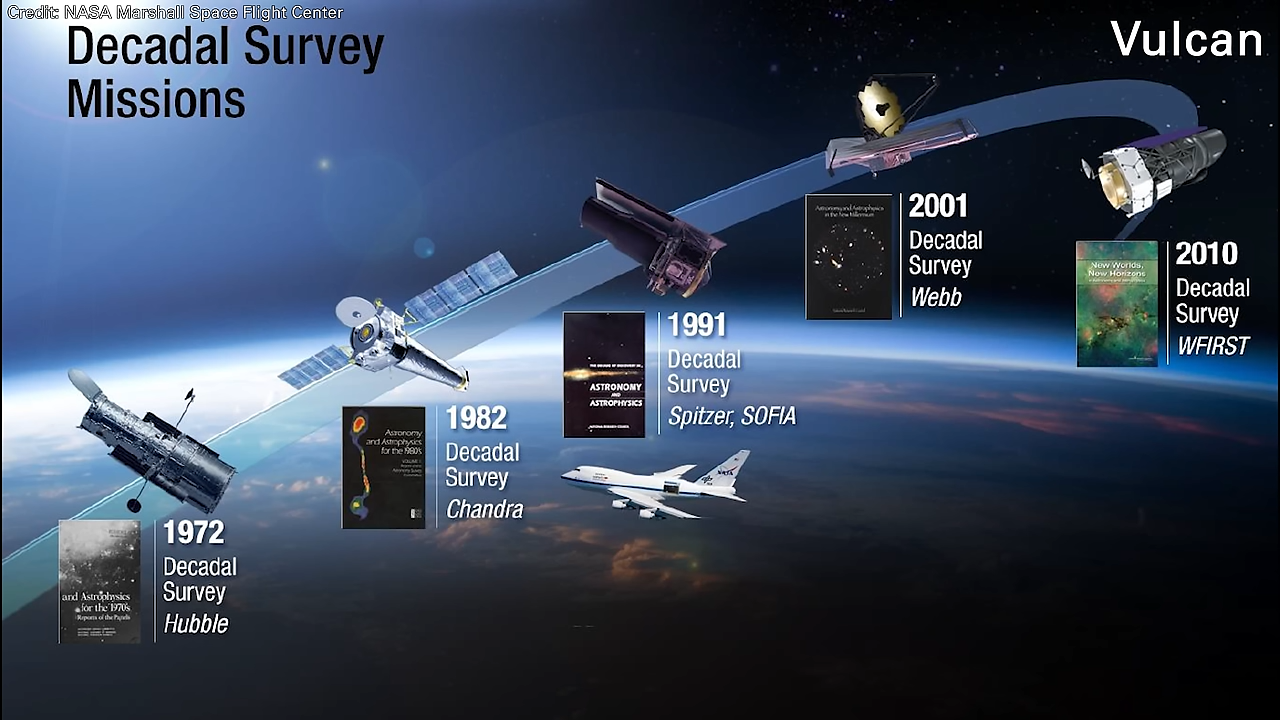 Credit: NASA Marshall Space Flight Center
Decadal Survey
Missions
Vulcan
1972
Decadal
Survey
Hubble
and Astrophysics
for the 1970's
Reports of the Panels
1982
Decadal
Survey
Chandra
Astronomy
and Astrophysics
for the 1980's
1991
Decadal
Survey
Spitzer, SOFIA
ASTRONOMY
AND
ASTROPHYSICS
NASA
2001
Decadal
Survey
Webb
Astronomy and Astrophysics
in the New Millennium
2010
Decadal
Survey
WFIRST
New Worlds,
New Horizons